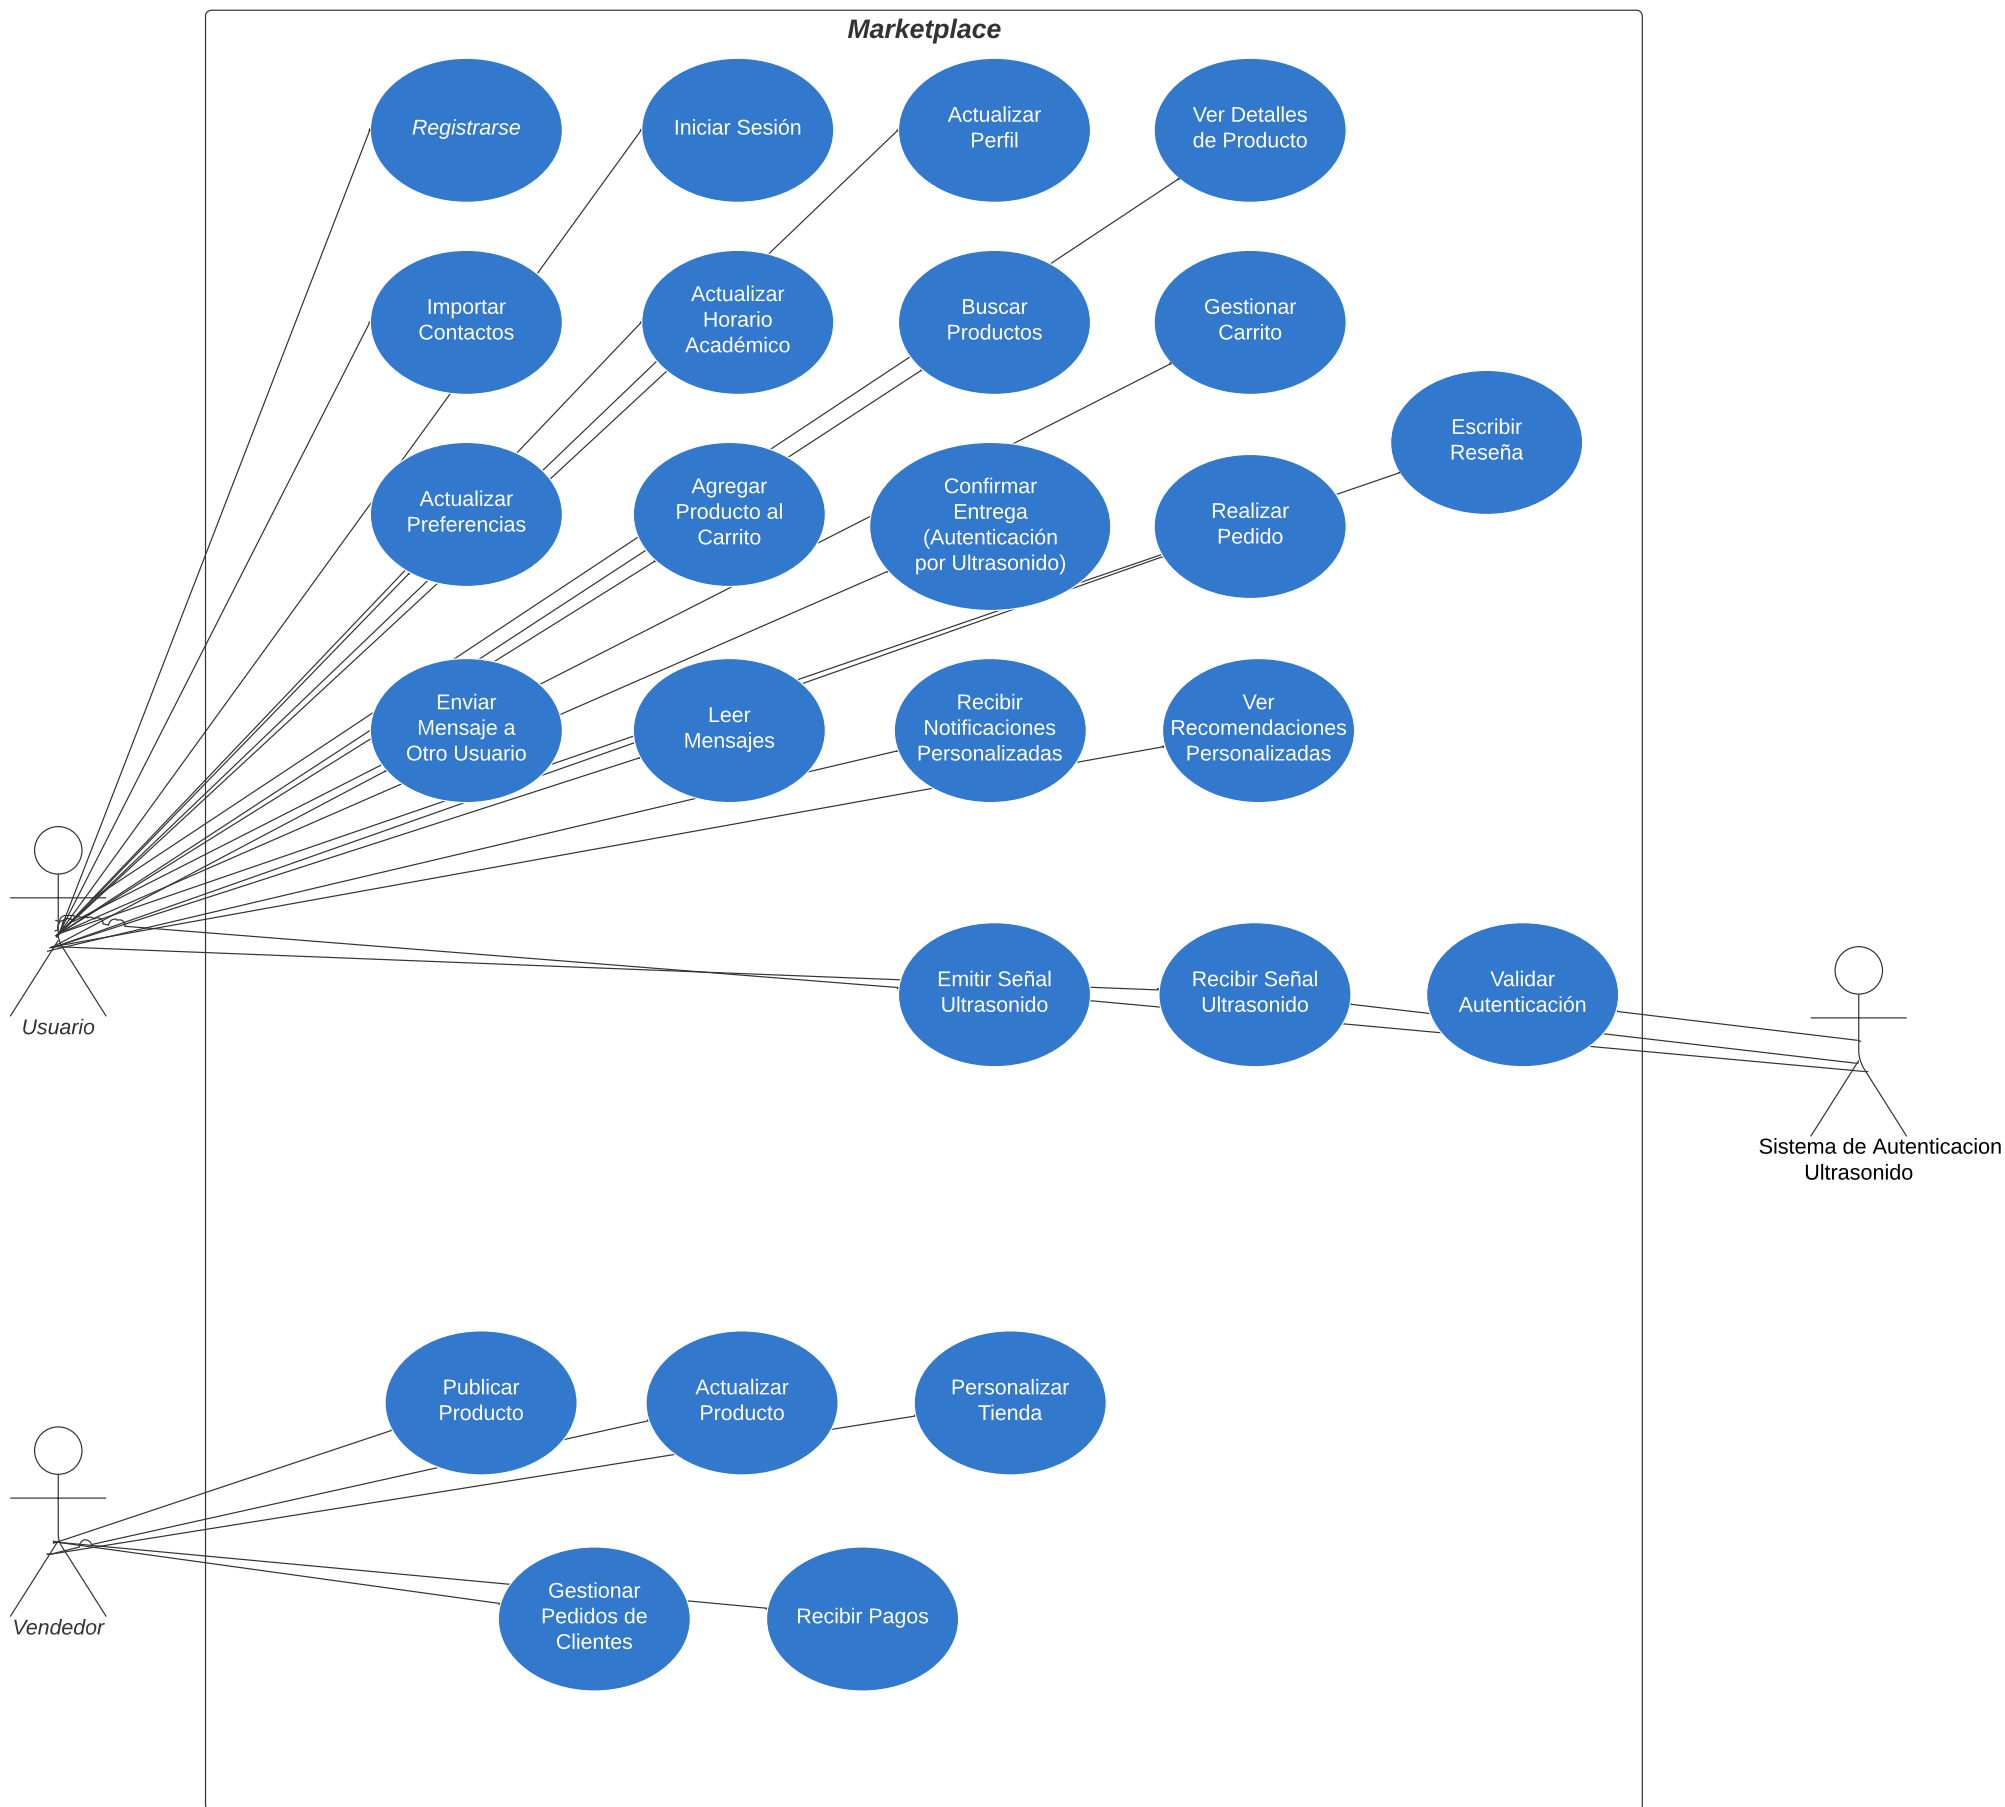 Marketplace
Registrarse
Iniciar Sesión
Actualizar
Perfil
Ver Detalles
de Producto
Importar
Contactos
Actualizar
Horario
Académico
Buscar
Productos
Gestionar
Carrito
Escribir
Reseña
Actualizar
Preferencias
Agregar
Producto al
Carrito
Confirmar
Entrega
(Autenticación
por Ultrasonido)
Realizar
Pedido
Enviar
Mensaje a
Otro Usuario
Leer
Mensajes
Recibir
Notificaciones
Personalizadas
Ver
Recomendaciones
Personalizadas
Usuario
Emitir Señal
Ultrasonido
Recibir Señal
Ultrasonido
Validar
Autenticación
Sistema de Autenticacion
Ultrasonido
Publicar
Producto
Actualizar
Producto
Personalizar
Tienda
Vendedor
Gestionar
Pedidos de
Clientes
Recibir Pagos